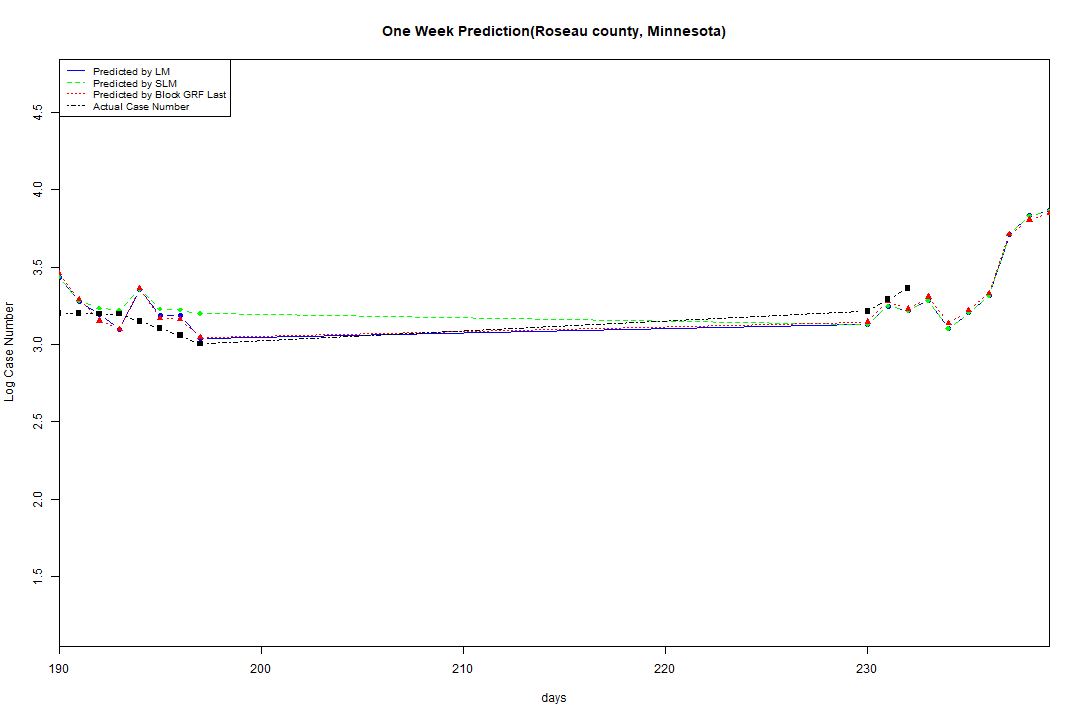 One Week Prediction(Roseau county, Minnesota)
Predicted by LM
Predicted by SLM
Predicted by Block GRF Last
Actual Case Number
Log Case Number
4.5
4.0
3.5
3.0
2.5
2.0
1.5
190 200 210 220 230
days